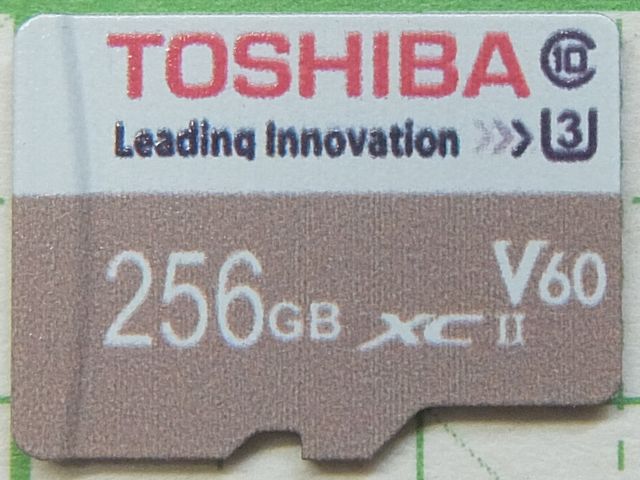 TOSHIBA 10
Leading Innovation >>> 3
V60
256GB XC II